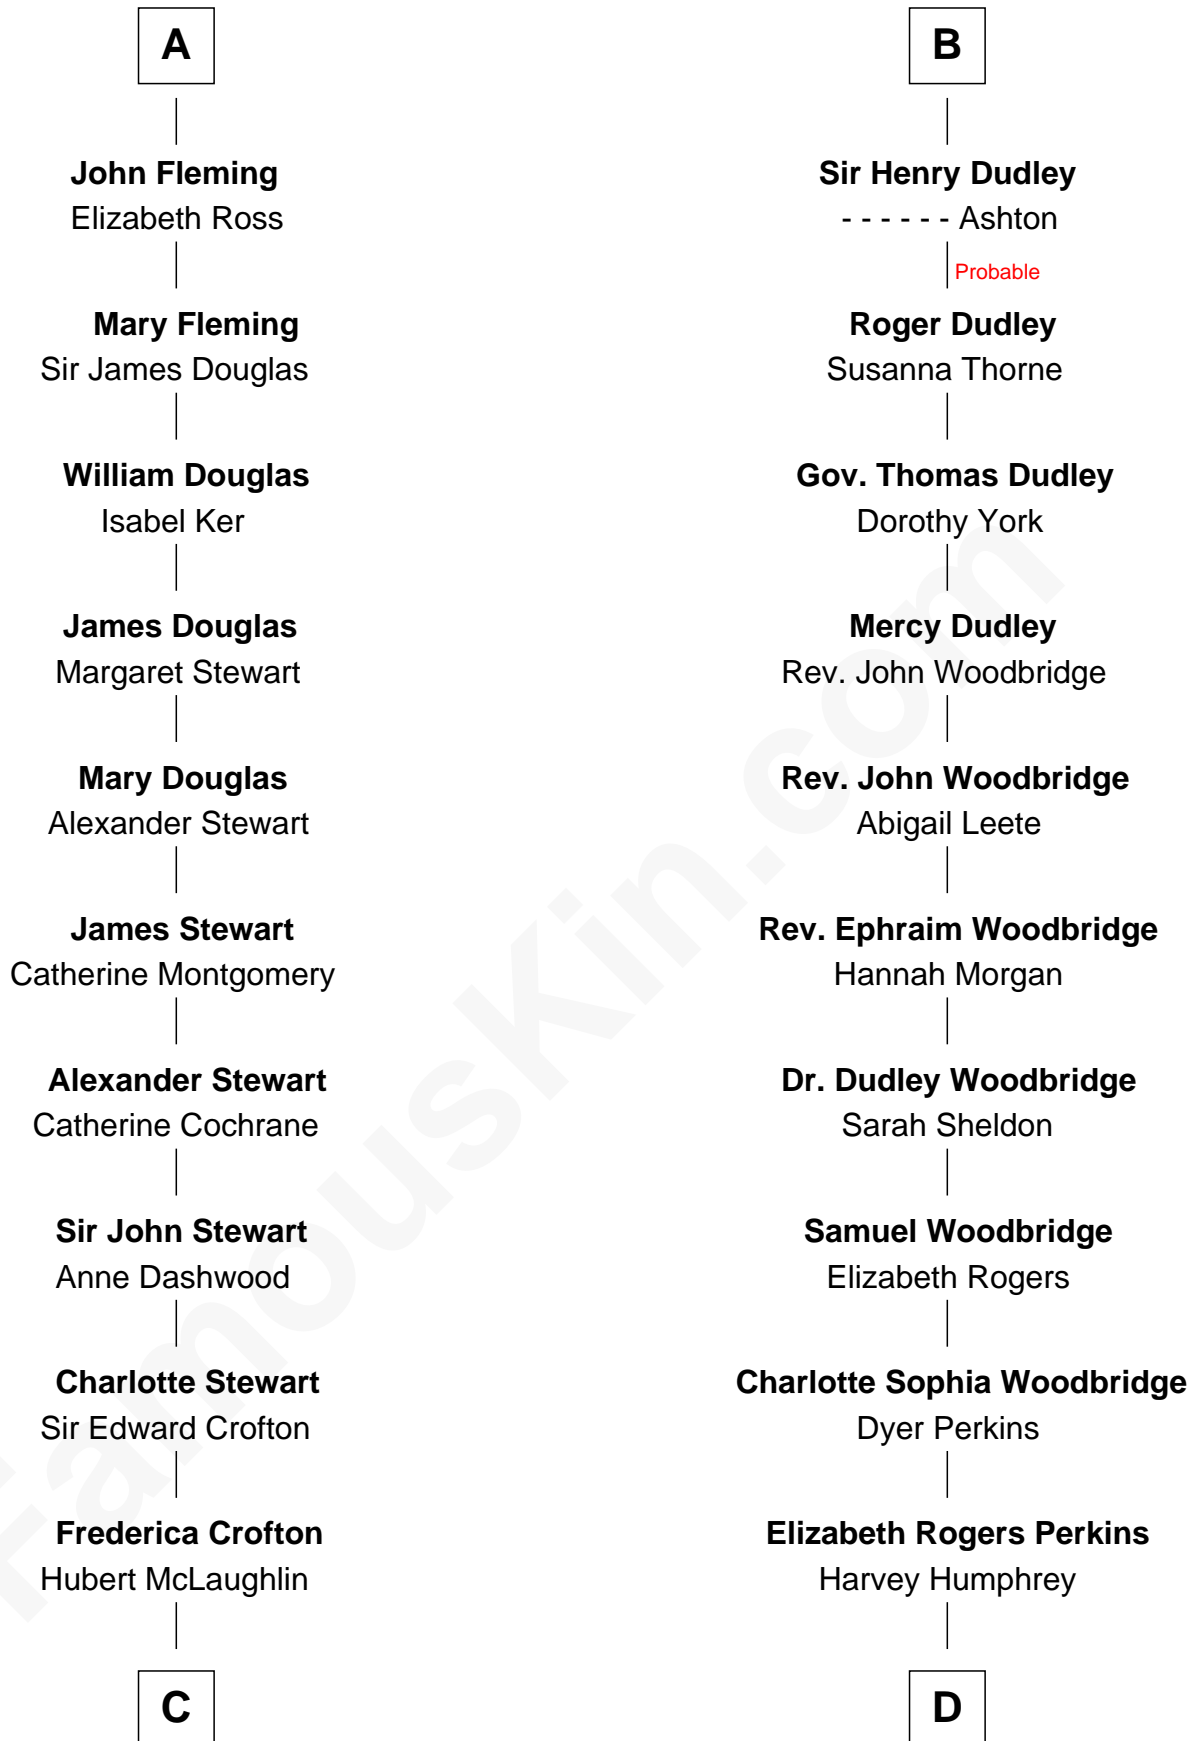 A
John Fleming
Elizabeth Ross
Mary Fleming
Sir James Douglas
William Douglas
Isabel Ker
James Douglas
Margaret Stewart
Mary Douglas
Alexander Stewart
James Stewart
Catherine Montgomery
Alexander Stewart
Catherine Cochrane
Sir John Stewart
Anne Dashwood
Charlotte Stewart
Sir Edward Crofton
Frederica Crofton
Hubert McLaughlin
C
B
Sir Henry Dudley
- - - - - - Ashton
Probable
Roger Dudley
Susanna Thorne
Gov. Thomas Dudley
Dorothy York
Mercy Dudley
Rev. John Woodbridge
Rev. John Woodbridge
Abigail Leete
Rev. Ephraim Woodbridge
Hannah Morgan
Dr. Dudley Woodbridge
Sarah Sheldon
Samuel Woodbridge
Elizabeth Rogers
Charlotte Sophia Woodbridge
Dyer Perkins
Elizabeth Rogers Perkins
Harvey Humphrey
D
FamousKin.com